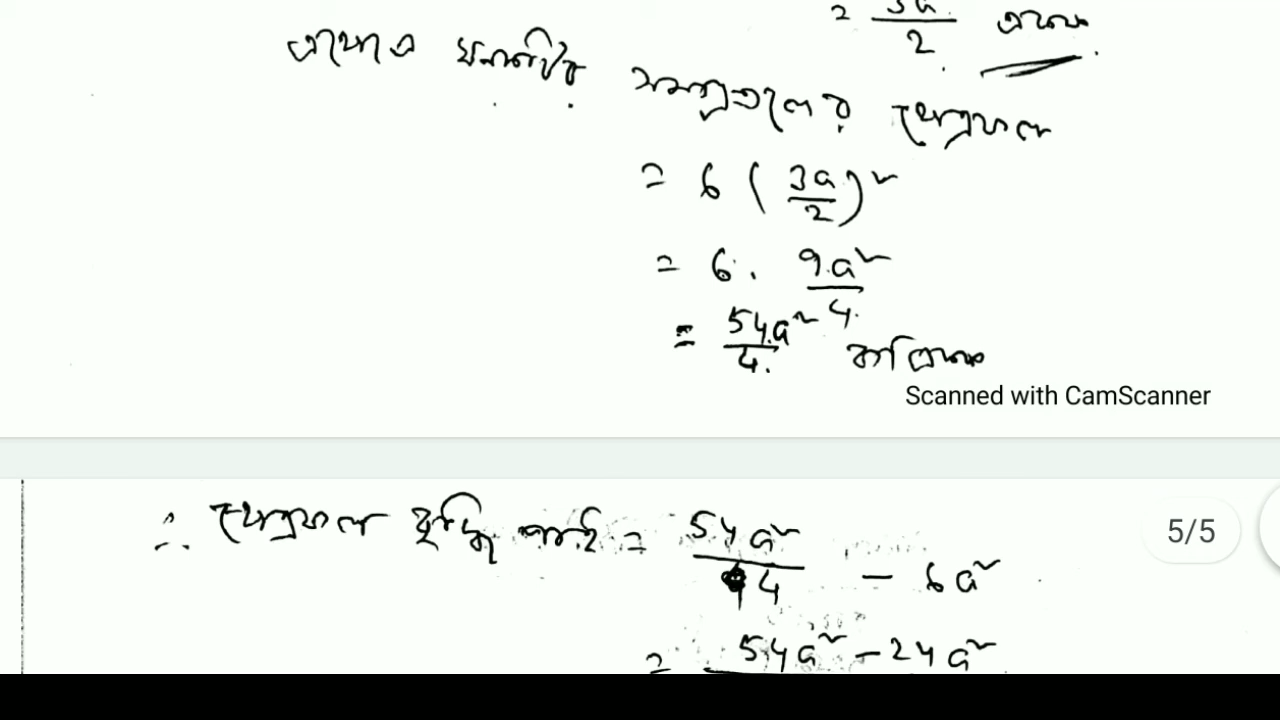 = 3a/2 একক
ঘনকটির সমগ্রতলের ক্ষেত্রফল
= 6 (3a/2)²
= 6. 9a²/4
= 54a²/4 বর্গএকক
Scanned with CamScanner
∴ ক্ষেত্রফল বৃদ্ধি পাই = 54a²/4 - 6a²
5/5
= 54a² - 24a²